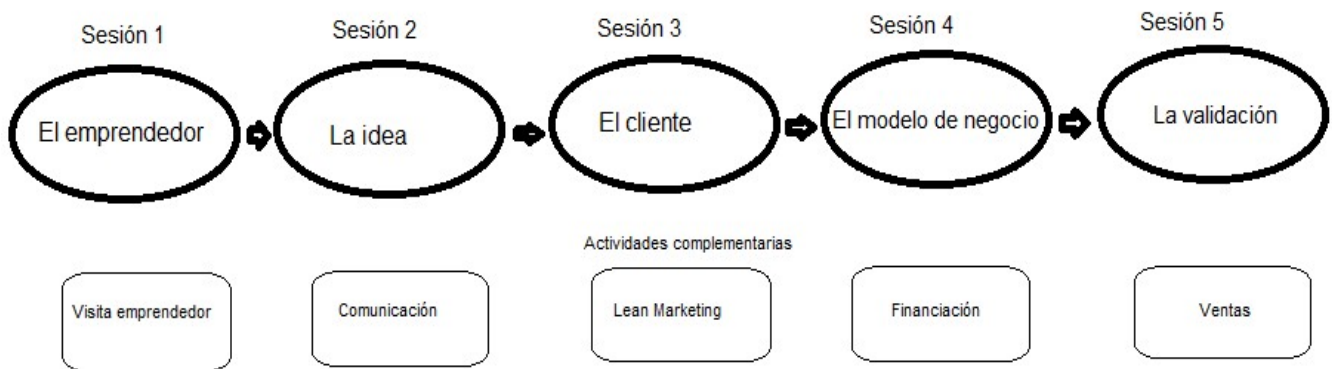 Sesión 1
Sesión 2
Sesión 3
Sesión 4
Sesión 5
El emprendedor
La idea
El cliente
El modelo de negocio
La validación
Actividades complementarias
Visita emprendedor
Comunicación
Lean Marketing
Financiación
Ventas